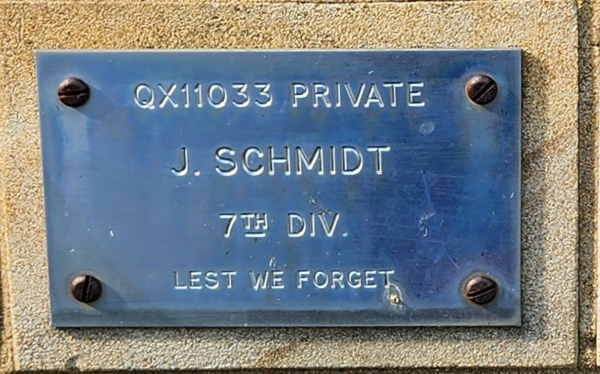 QX11033 PRIVATE
J. SCHMIDT
7TH DIV.
LEST WE FORGET